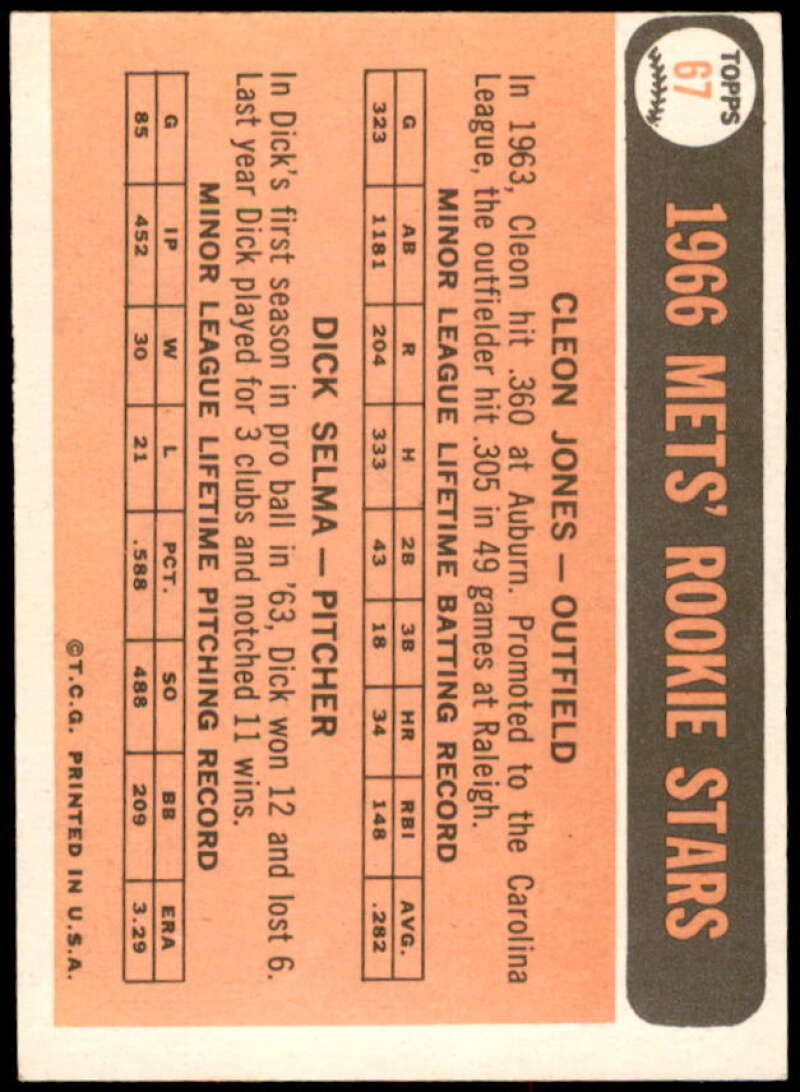 TOPPS
67
1966 METS' ROOKIE STARS
CLEON JONES — OUTFIELD
In 1963, Cleon hit .360 at Auburn. Promoted to the Carolina
League, the outfielder hit .305 in 49 games at Raleigh.
MINOR LEAGUE LIFETIME BATTING RECORD
G AB R H 2B 3B HR RBI AVG.
323 1181 204 333 43 18 34 148 .282
DICK SELMA — PITCHER
In Dick's first season in pro ball in '63, Dick won 12 and lost 6.
Last year Dick played for 3 clubs and notched 11 wins.
MINOR LEAGUE LIFETIME PITCHING RECORD
G IP W L PCT. SO BB ERA
85 452 30 21 .588 488 209 3.29
©T.C.G. PRINTED IN U.S.A.